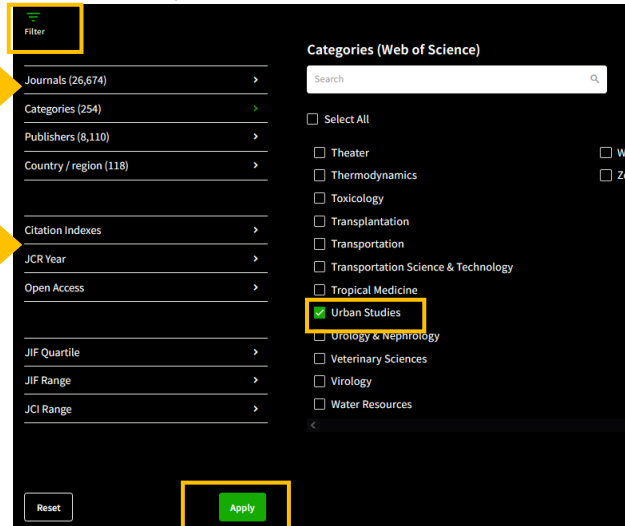 Filter
Journals (26,674)
Categories (254)
Publishers (8,110)
Country / region (118)
Citation Indexes
JCR Year
Open Access
JIF Quartile
JIF Range
JCI Range
Reset
Apply
Categories (Web of Science)
Search
Select All
Theater
Thermodynamics
Toxicology
Transplantation
Transportation
Transportation Science & Technology
Tropical Medicine
Urban Studies
Urology & Nephrology
Veterinary Sciences
Virology
Water Resources